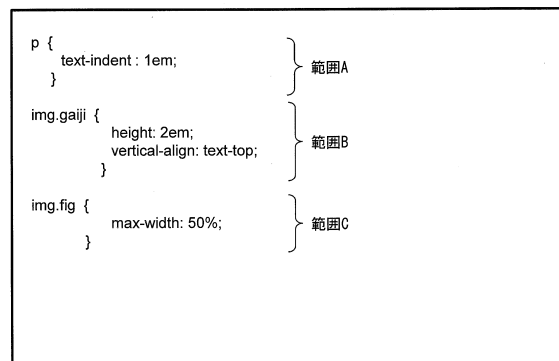 p {
text-indent : 1em;
}
範囲A
img.gaiji {
height: 2em;
vertical-align: text-top;
}
範囲B
img.fig {
max-width: 50%;
}
範囲C